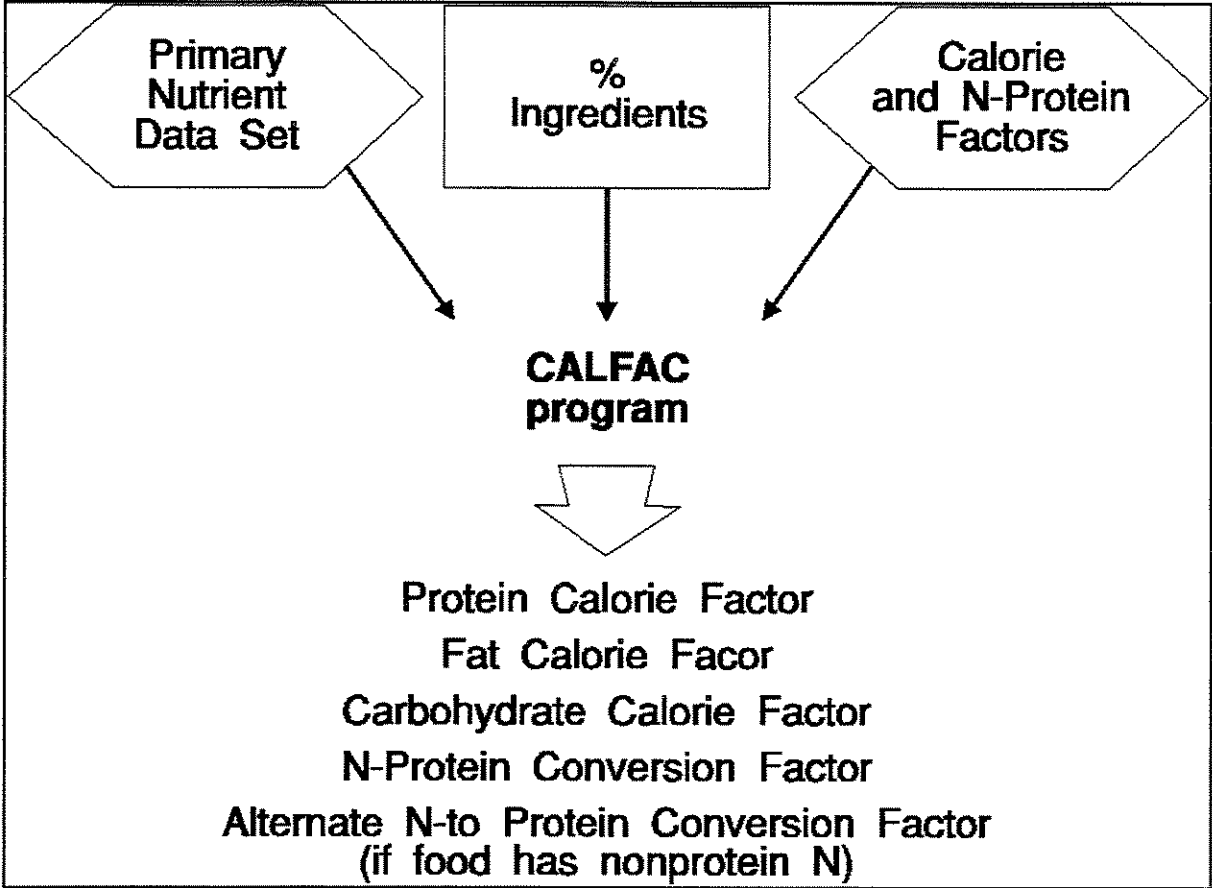 Primary
Nutrient
Data Set
%
Ingredients
Calorie
and N-Protein
Factors
CALFAC
program
Protein Calorie Factor
Fat Calorie Facor
Carbohydrate Calorie Factor
N-Protein Conversion Factor
Alternate N-to Protein Conversion Factor
(if food has nonprotein N)